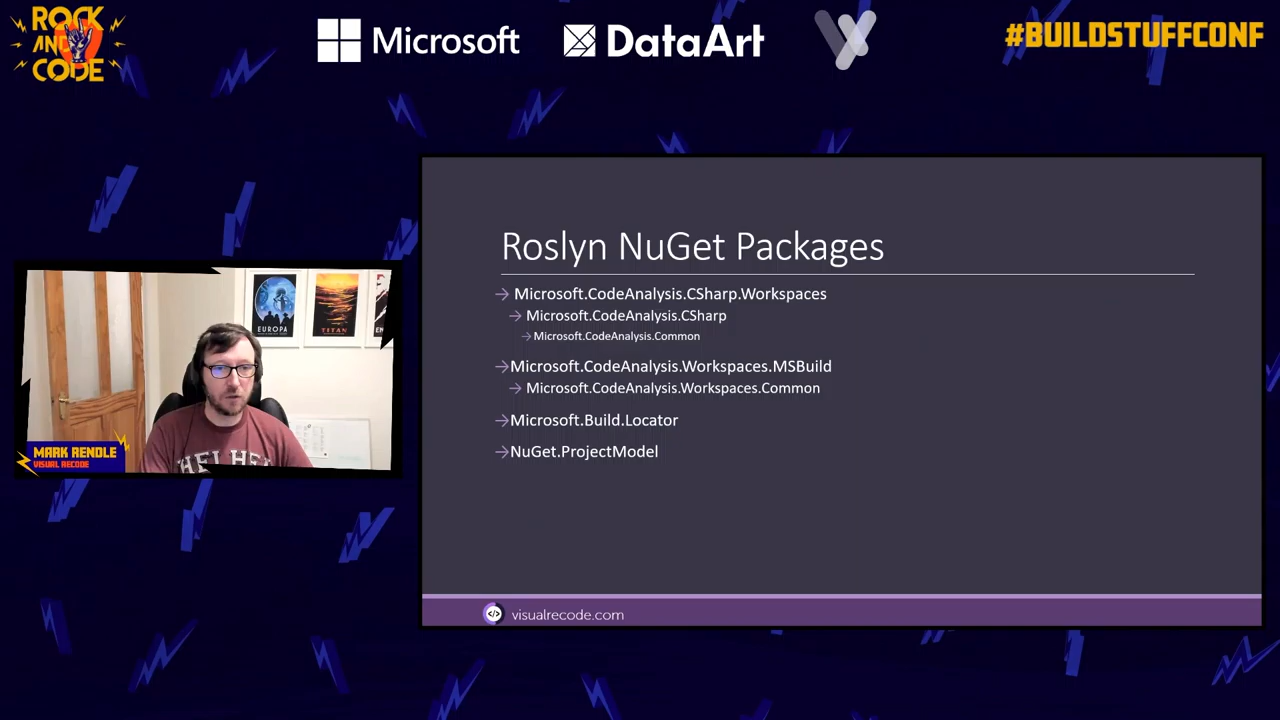 ROCK
AND
CODE
Microsoft
DataArt
#BUILDSTUFFCONF
Roslyn NuGet Packages
Microsoft.CodeAnalysis.CSharp.Workspaces
Microsoft.CodeAnalysis.CSharp
Microsoft.CodeAnalysis.Common
Microsoft.CodeAnalysis.Workspaces.MSBuild
Microsoft.CodeAnalysis.Workspaces.Common
Microsoft.Build.Locator
NuGet.ProjectModel
visualrecode.com
EUROPA
TITAN
MARK RENDLE
VISUAL RECODE